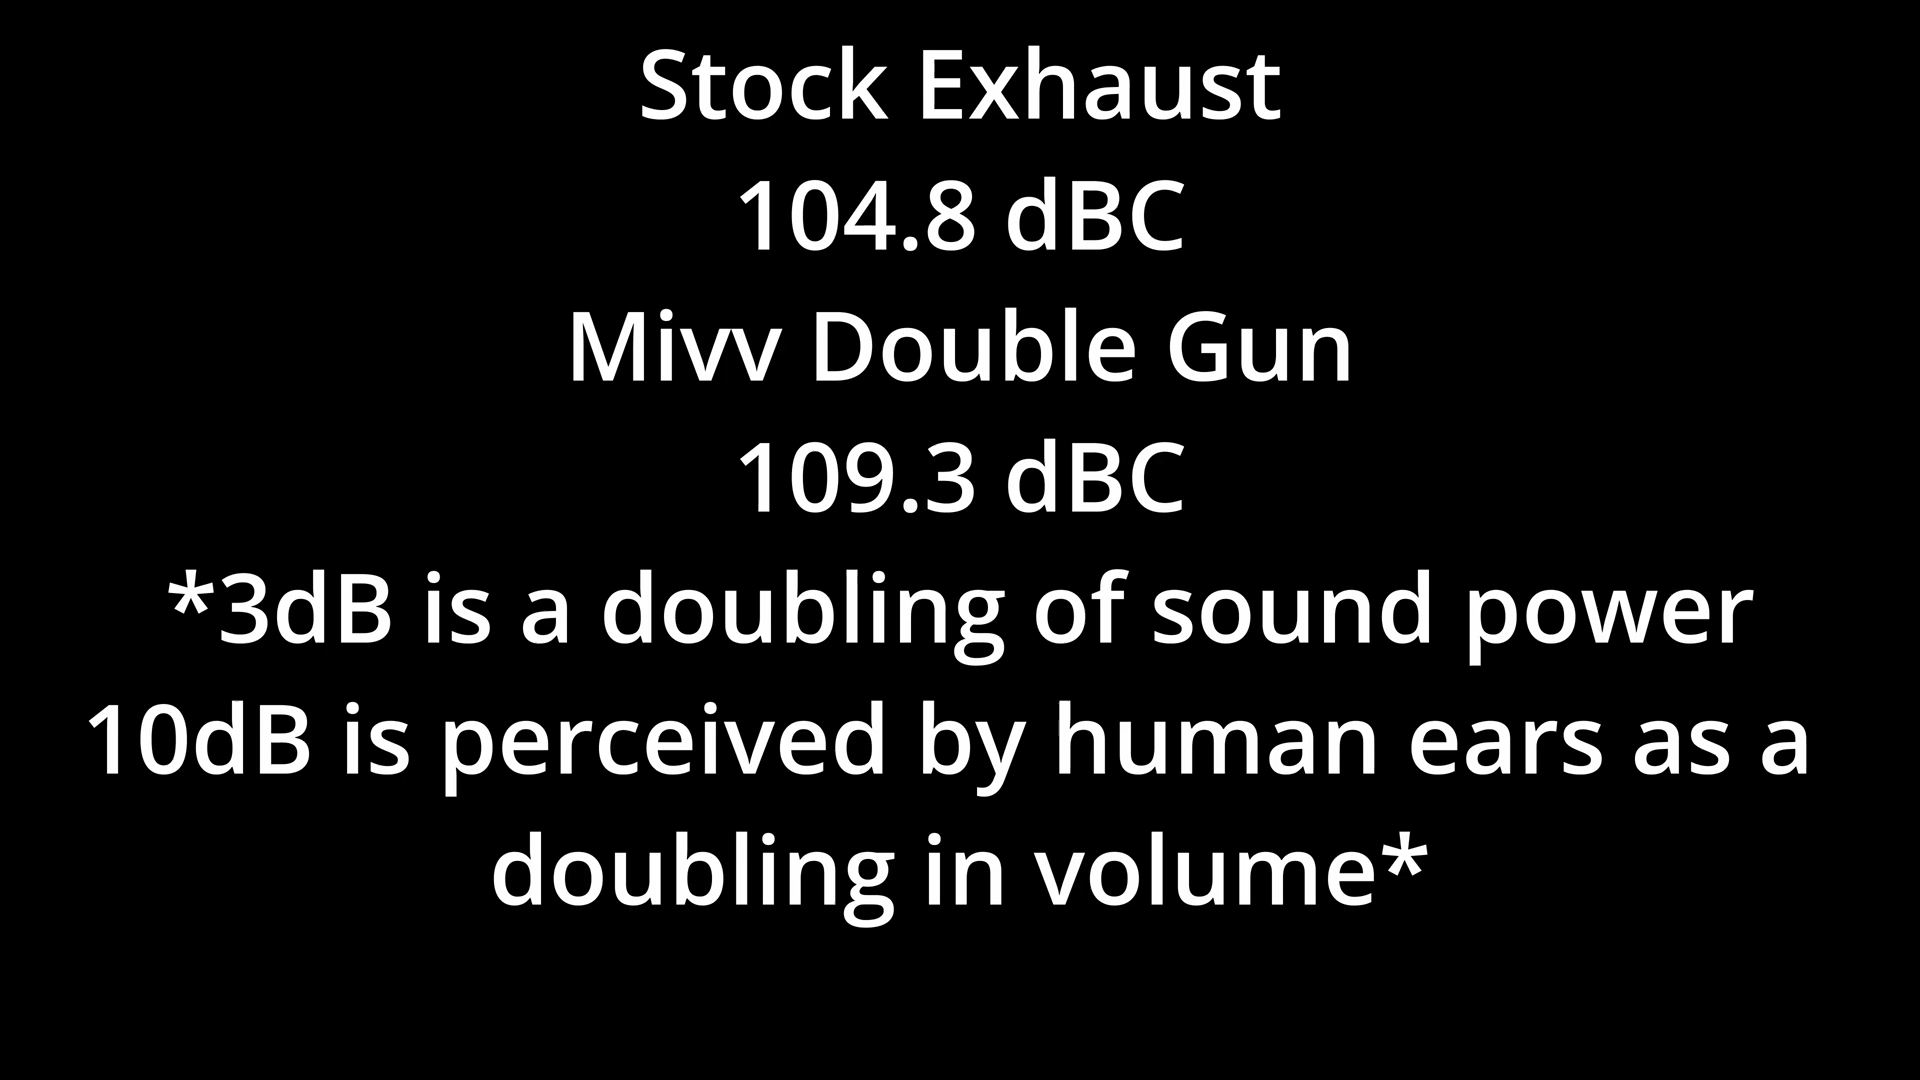 Stock Exhaust
104.8 dBC
Mivv Double Gun
109.3 dBC
*3dB is a doubling of sound power
10dB is perceived by human ears as a
doubling in volume*